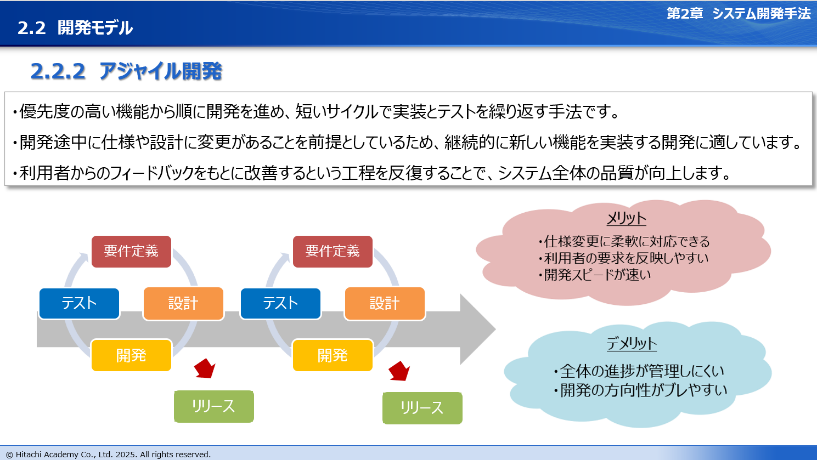 第2章 システム開発手法
2.2 開発モデル
2.2.2 アジャイル開発
・優先度の高い機能から順に開発を進め、短いサイクルで実装とテストを繰り返す手法です。
・開発途中に仕様や設計に変更があることを前提としているため、継続的に新しい機能を実装する開発に適しています。
・利用者からのフィードバックをもとに改善するという工程を反復することで、システム全体の品質が向上します。
要件定義
テスト
設計
開発
リリース
要件定義
テスト
設計
開発
リリース
メリット
・仕様変更に柔軟に対応できる
・利用者の要求を反映しやすい
・開発スピードが速い
デメリット
・全体の進捗が管理しにくい
・開発の方向性がブレやすい
© Hitachi Academy Co., Ltd. 2025. All rights reserved.